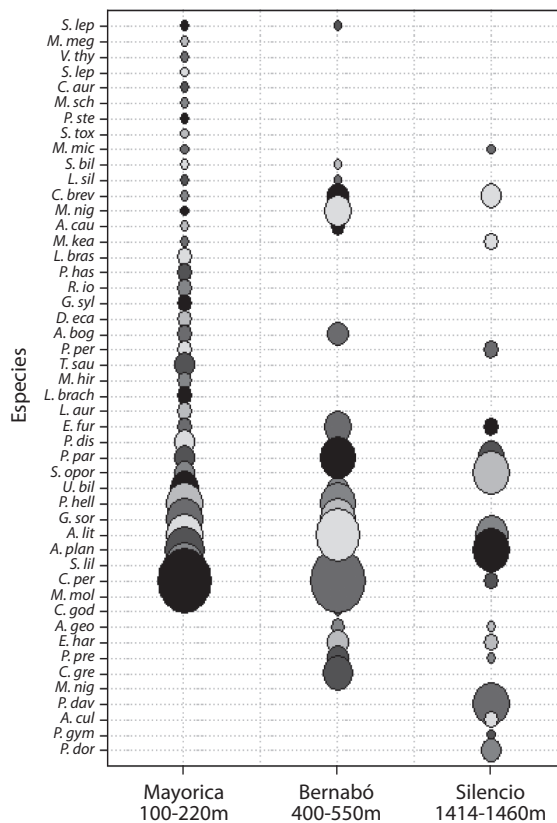 Especies
S. lep
M. meg
V. thy
S. lep
C. aur
M. sch
P. ste
S. tox
M. mic
S. bil
L. sil
C. brev
M. nig
A. cau
M. kea
L. bras
P. has
R. io
G. syl
D. eca
A. bog
P. per
T. sau
M. hir
L. brach
L. aur
E. fur
P. dis
P. par
S. opor
U. bil
P. hell
G. sor
A. lit
A. plan
S. lil
C. per
M. mol
C. god
A. geo
E. har
P. pre
C. gre
M. nig
P. dav
A. cul
P. gym
P. dor
Mayorica Bernabó Silencio
100-220m 400-550m 1414-1460m